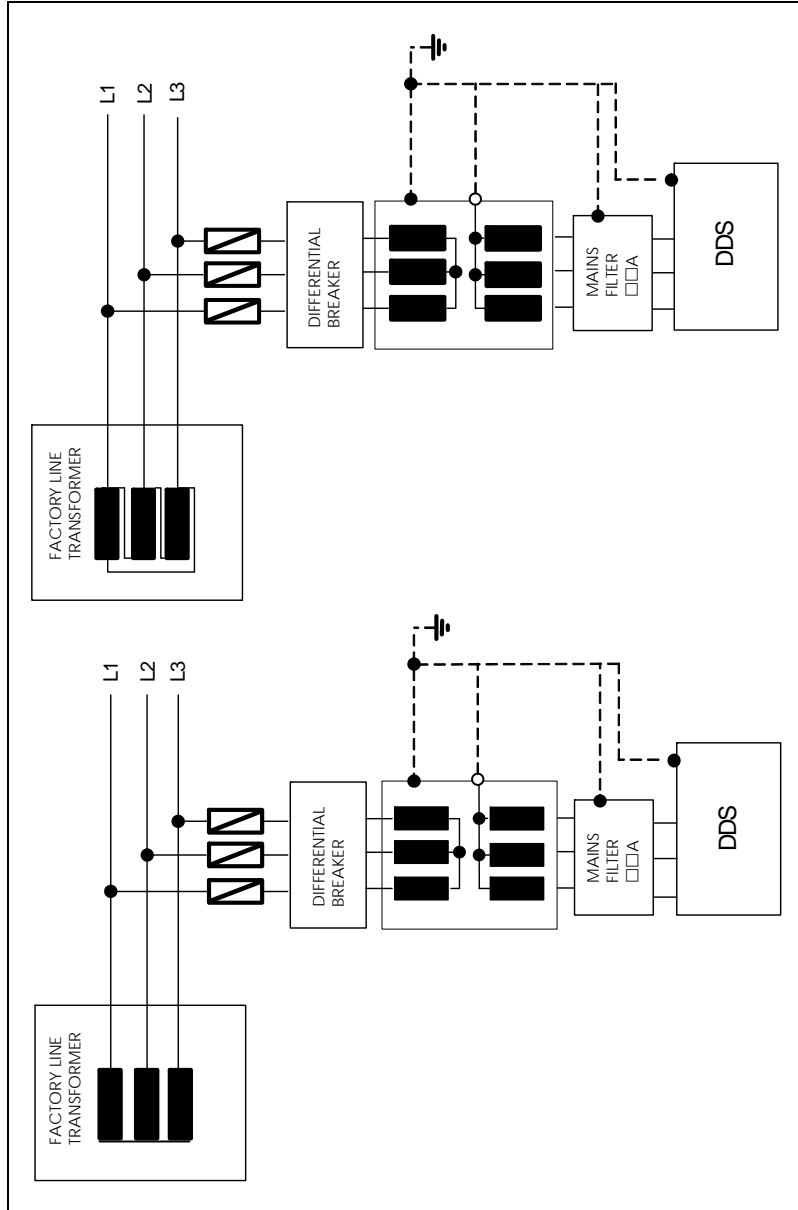 L1
L2
L3
FACTORY LINE
TRANSFORMER
DIFFERENTIAL
BREAKER
MAINS
FILTER
□□A
DDS
L1
L2
L3
FACTORY LINE
TRANSFORMER
DIFFERENTIAL
BREAKER
MAINS
FILTER
□□A
DDS